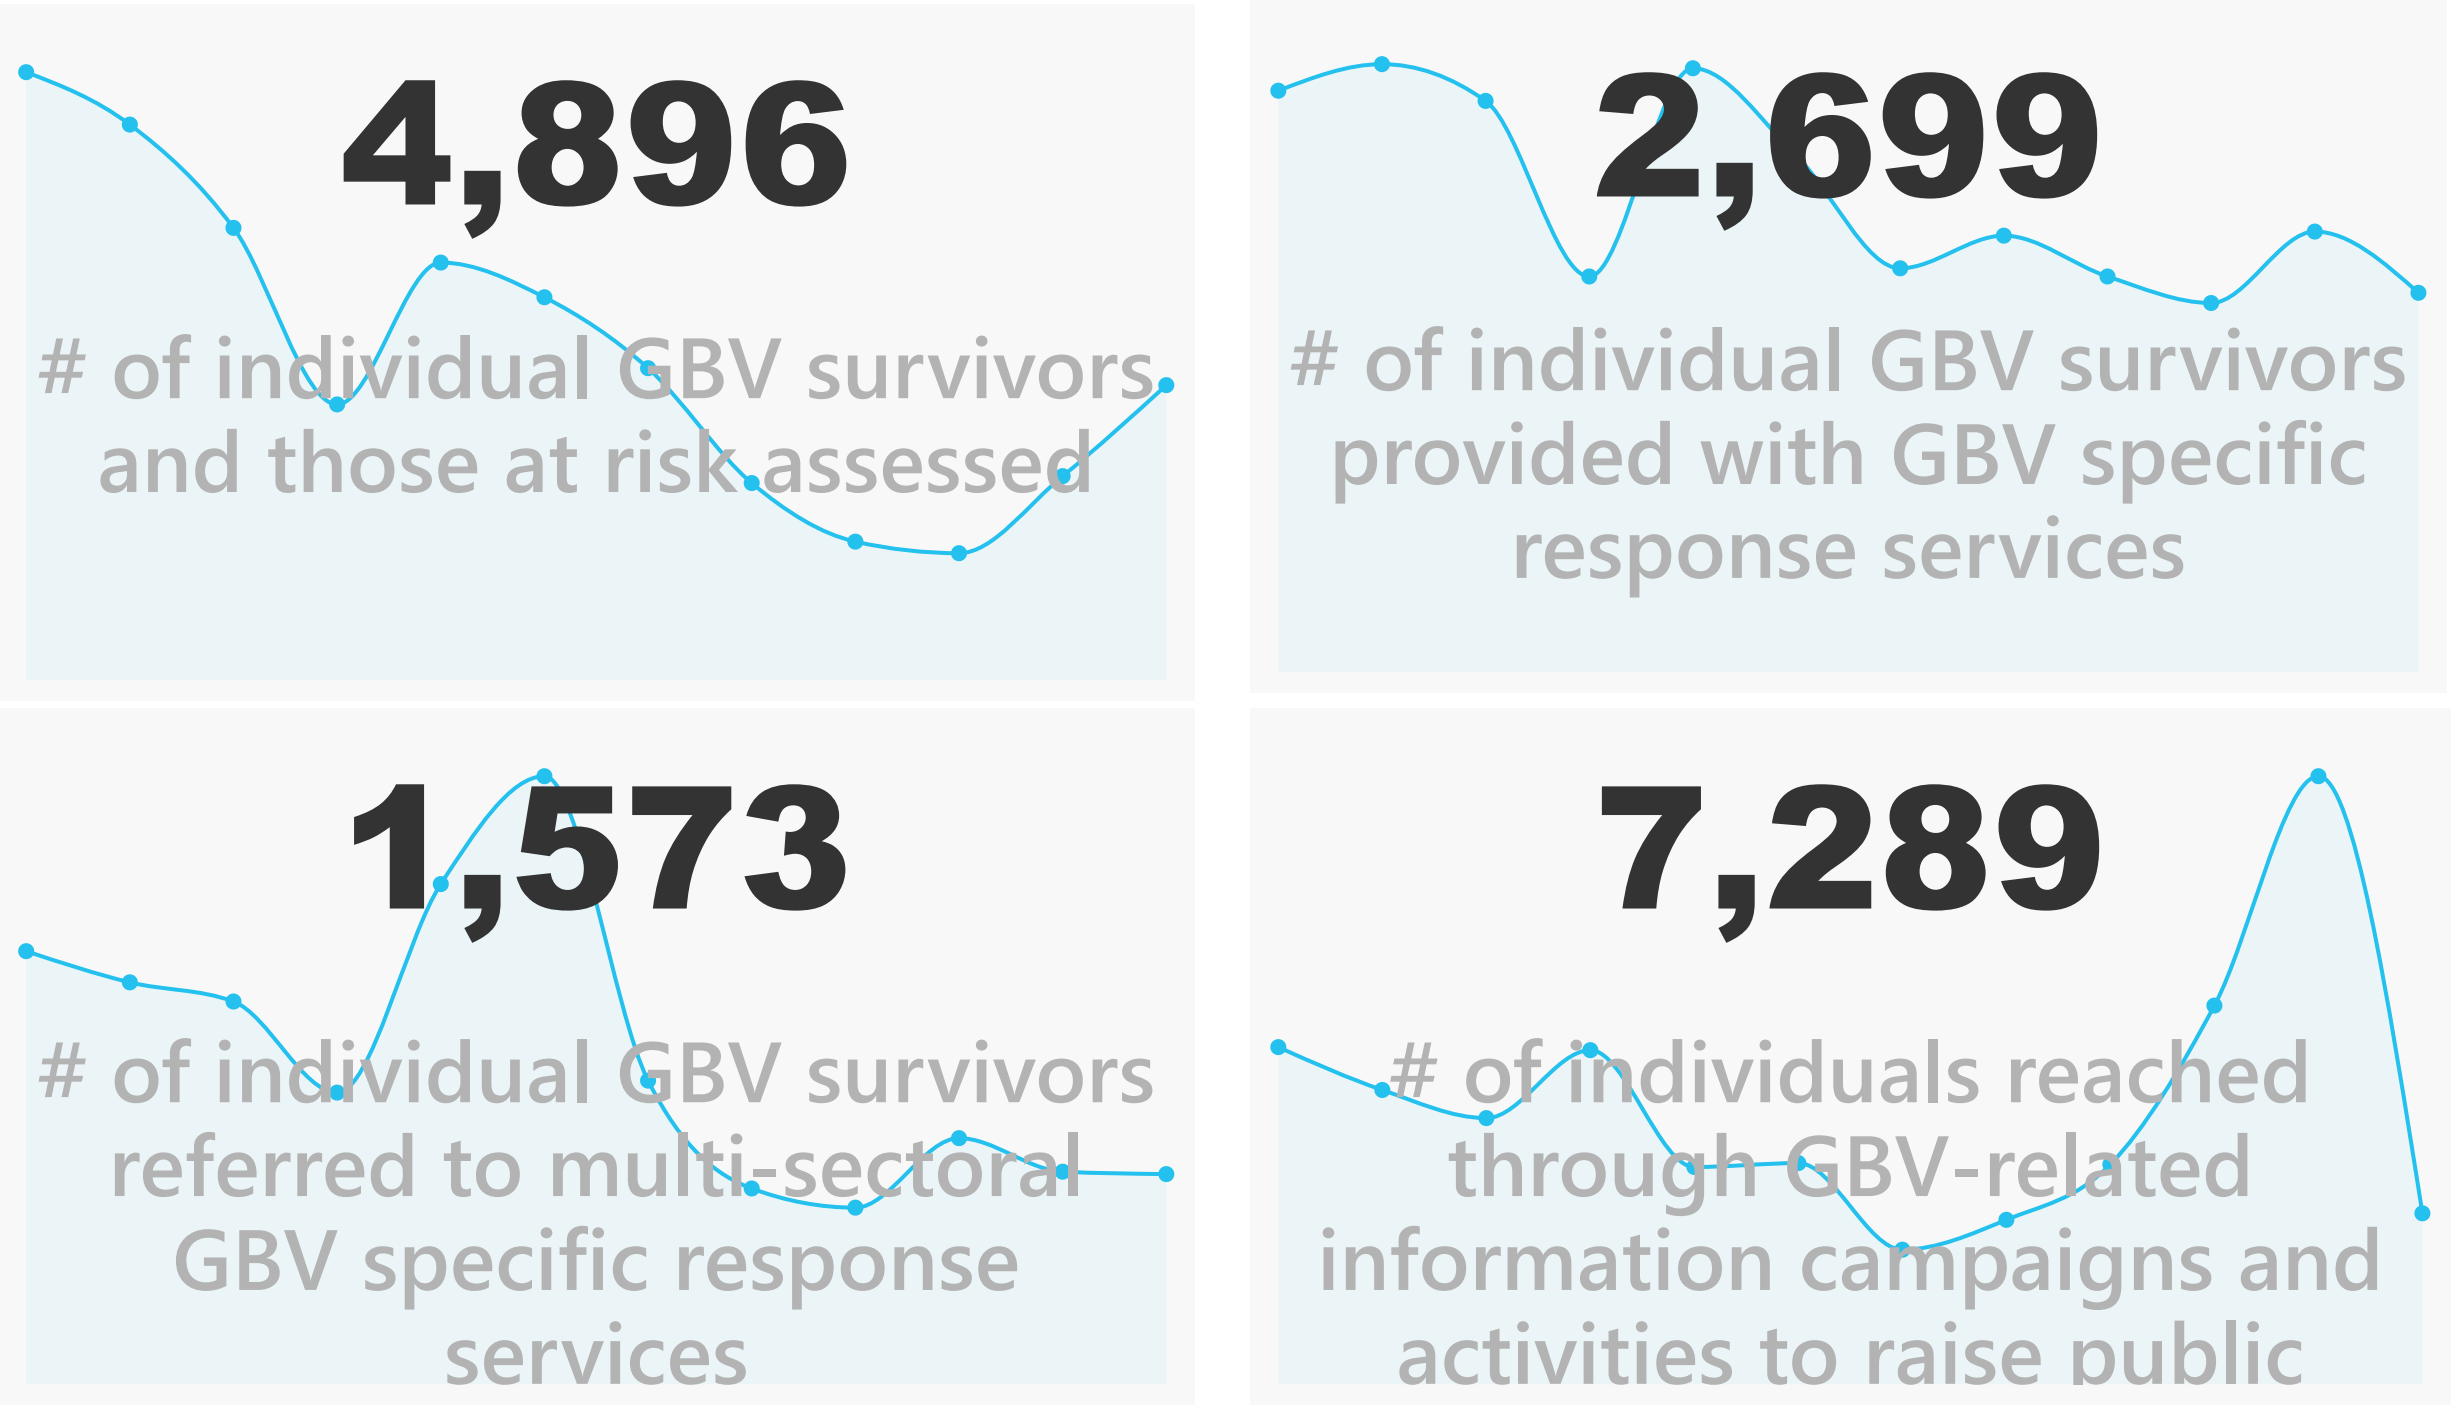 4,896
# of individual GBV survivors
and those at risk assessed
2,699
# of individual GBV survivors
provided with GBV specific
response services
1,573
# of individual GBV survivors
referred to multi-sectoral
GBV specific response
services
7,289
# of individuals reached
through GBV-related
information campaigns and
activities to raise public